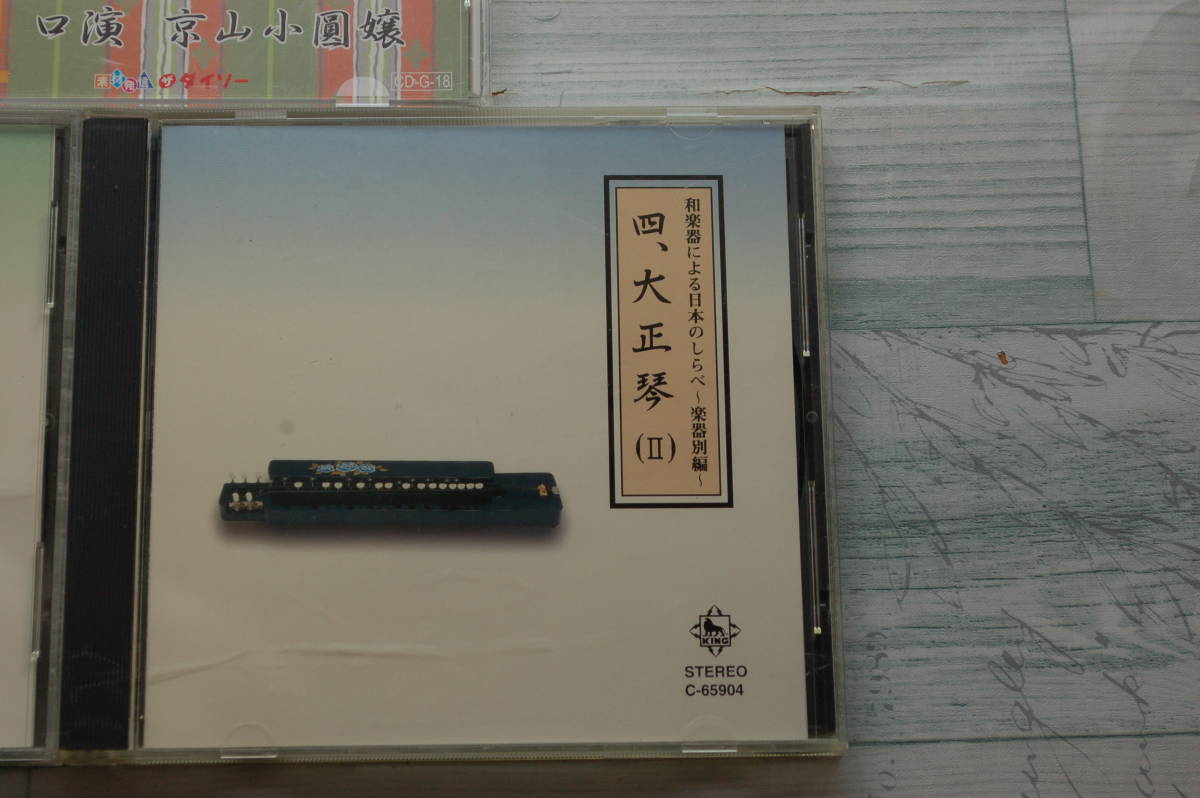 口演 京山小圓嬢
ザ ダイソー
CD-G-18
和楽器による日本のしらべ～楽器別編～
四、大正琴(Ⅱ)
KING
STEREO
C-65904